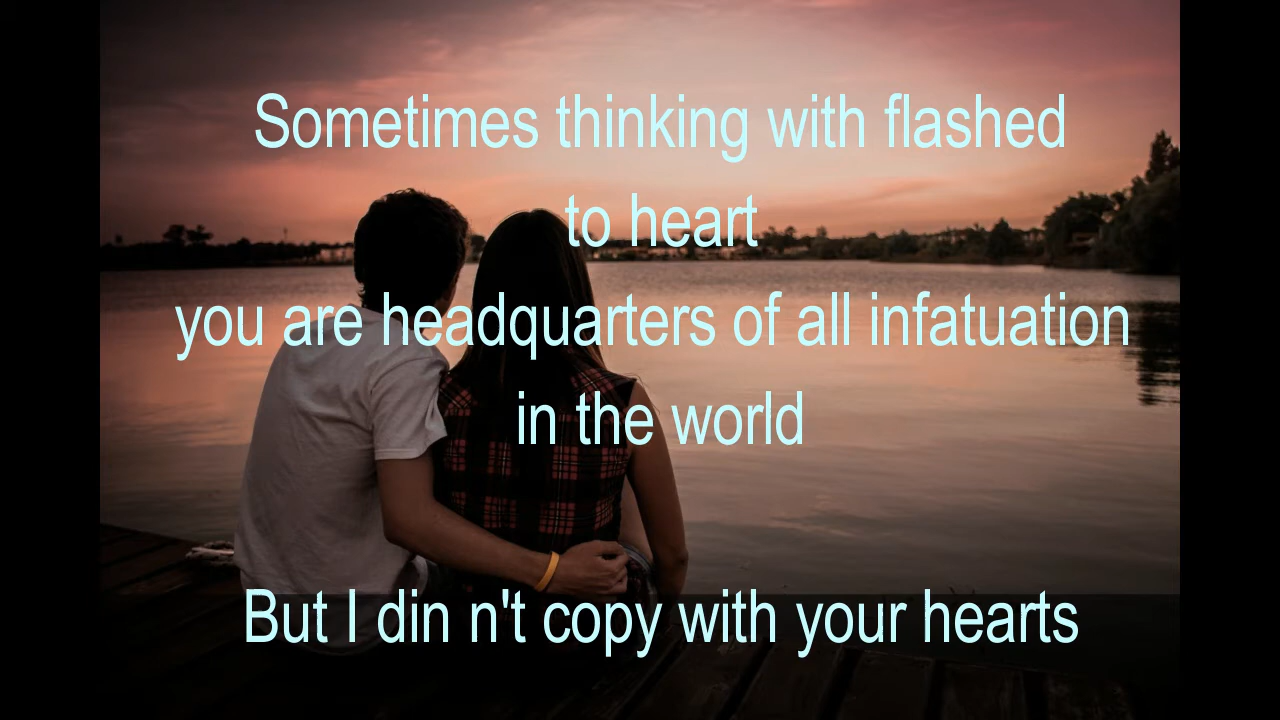 Sometimes thinking with flashed
to heart
you are headquarters of all infatuation
in the world
But I din n't copy with your hearts